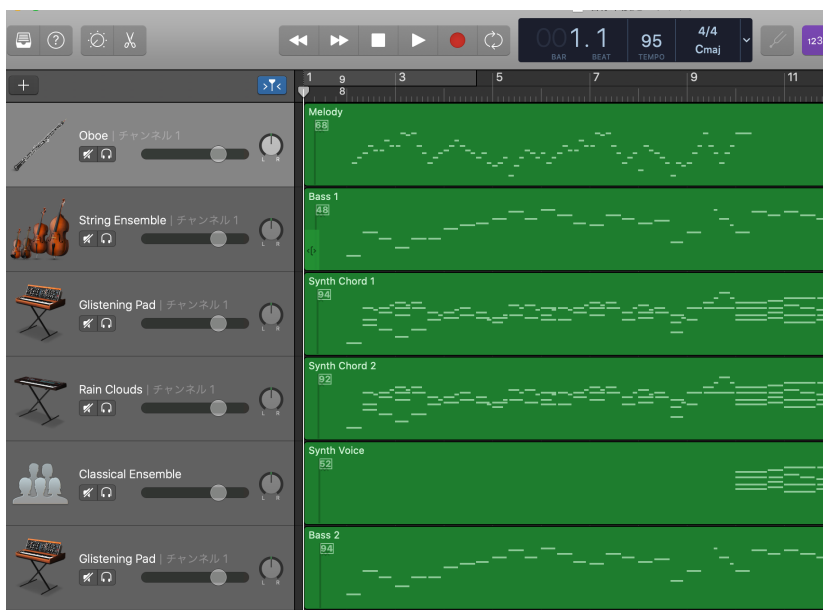 001.1
BAR
BEAT
95
TEMPO
4/4
Cmaj
123
1 9 3 5 7 9 11
8
Oboe | チャンネル 1
L R
Melody
68
String Ensemble | チャンネル 1
L R
Bass 1
48
Glistening Pad | チャンネル 1
L R
Synth Chord 1
94
Rain Clouds | チャンネル 1
L R
Synth Chord 2
92
Classical Ensemble
L R
Synth Voice
52
Glistening Pad | チャンネル 1
L R
Bass 2
94